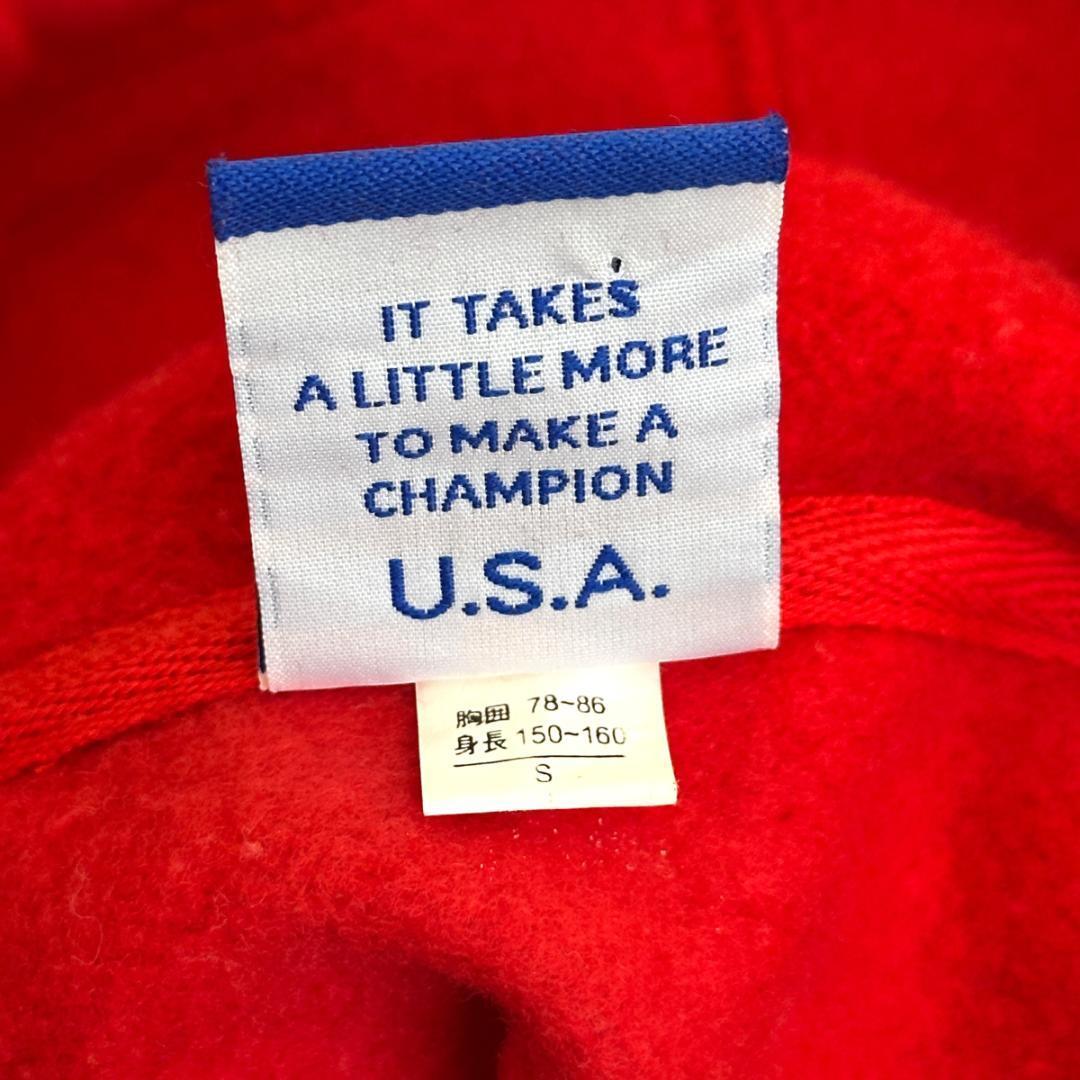 IT TAKES
A LITTLE MORE
TO MAKE A
CHAMPION
U.S.A.
胸囲 78~86
身長 150~160
S